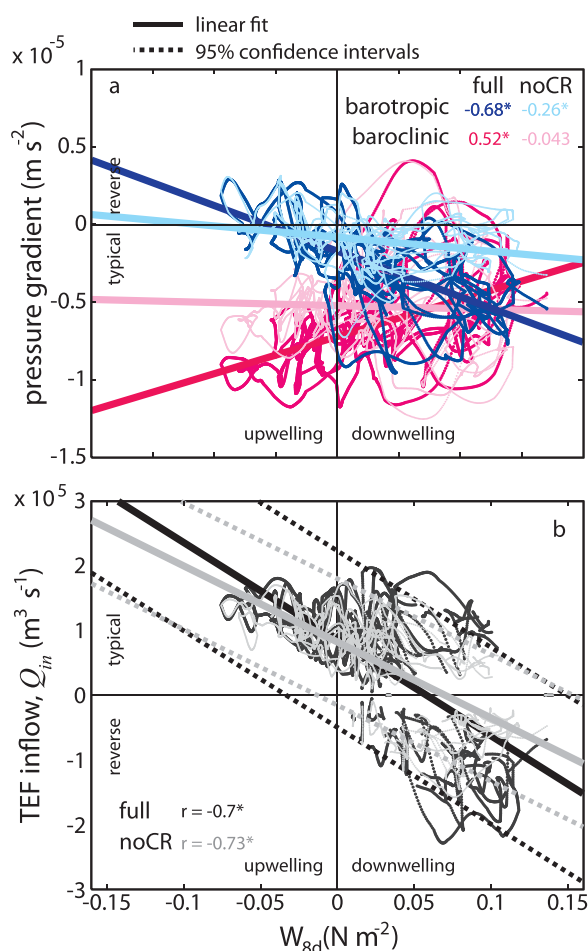 linear fit
95% confidence intervals
x 10⁻⁵
a
full noCR
barotropic -0.68* -0.26*
baroclinic 0.52* -0.043
1
0.5
0
-0.5
-1
-1.5
pressure gradient (m s⁻²)
reverse
typical
upwelling downwelling
x 10⁵
b
3
2
1
0
-1
-2
-3
TEF inflow, Qᵢₙ (m³ s⁻¹)
typical
reverse
full r = -0.7*
noCR r = -0.73*
upwelling downwelling
-0.15 -0.1 -0.05 0 0.05 0.1 0.15
W₈d(N m⁻²)